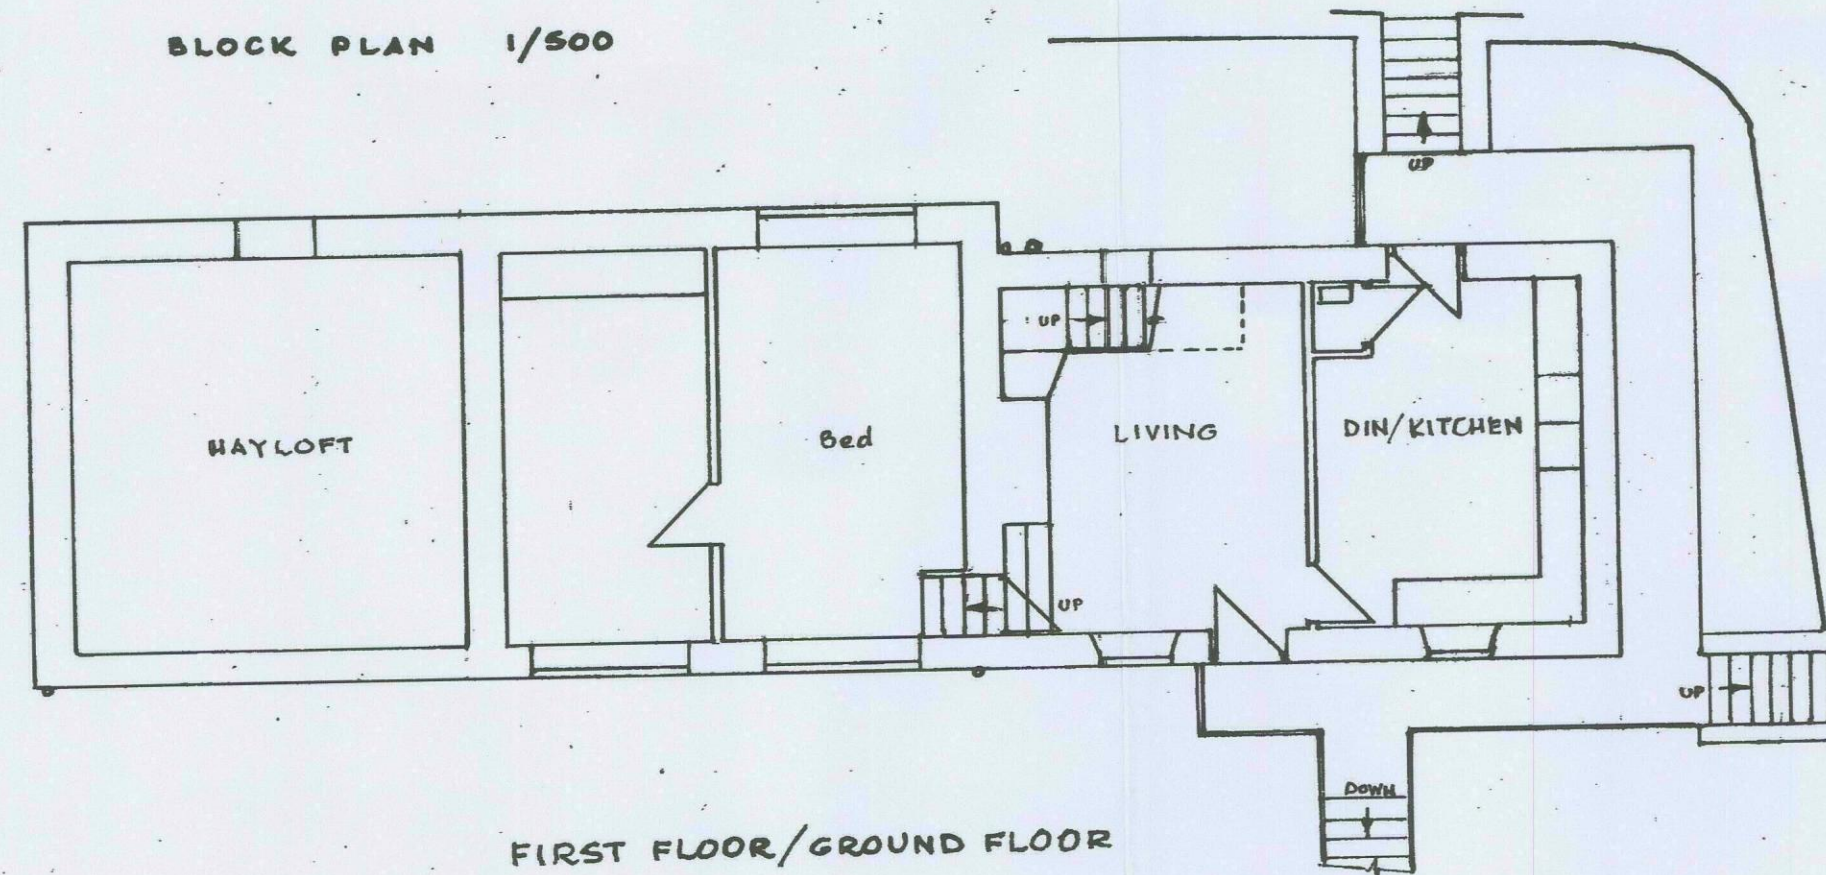 BLOCK PLAN 1/500
UP
UP
HAYLOFT
Bed
LIVING
DIN/KITCHEN
UP
UP
DOWN
FIRST FLOOR/GROUND FLOOR